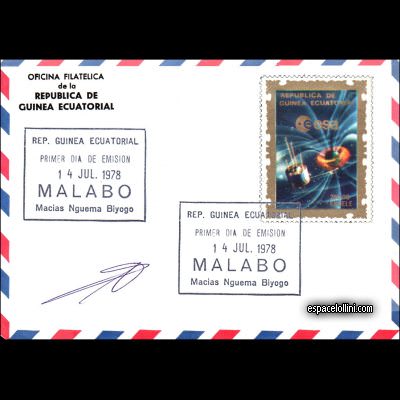 OFICINA FILATELICA
de la
REPUBLICA DE
GUINEA ECUATORIAL
REPUBLICA DE
GUINEA ECUATORIAL
esa
REP. GUINEA ECUATORIAL
PRIMER DIA DE EMISION
1 4 JUL. 1978
MALABO
Macias Nguema Biyogo
REP. GUINEA ECUATORIAL
PRIMER DIA DE EMISION
1 4 JUL. 1978
MALABO
Macias Nguema Biyogo
espacelollini.com